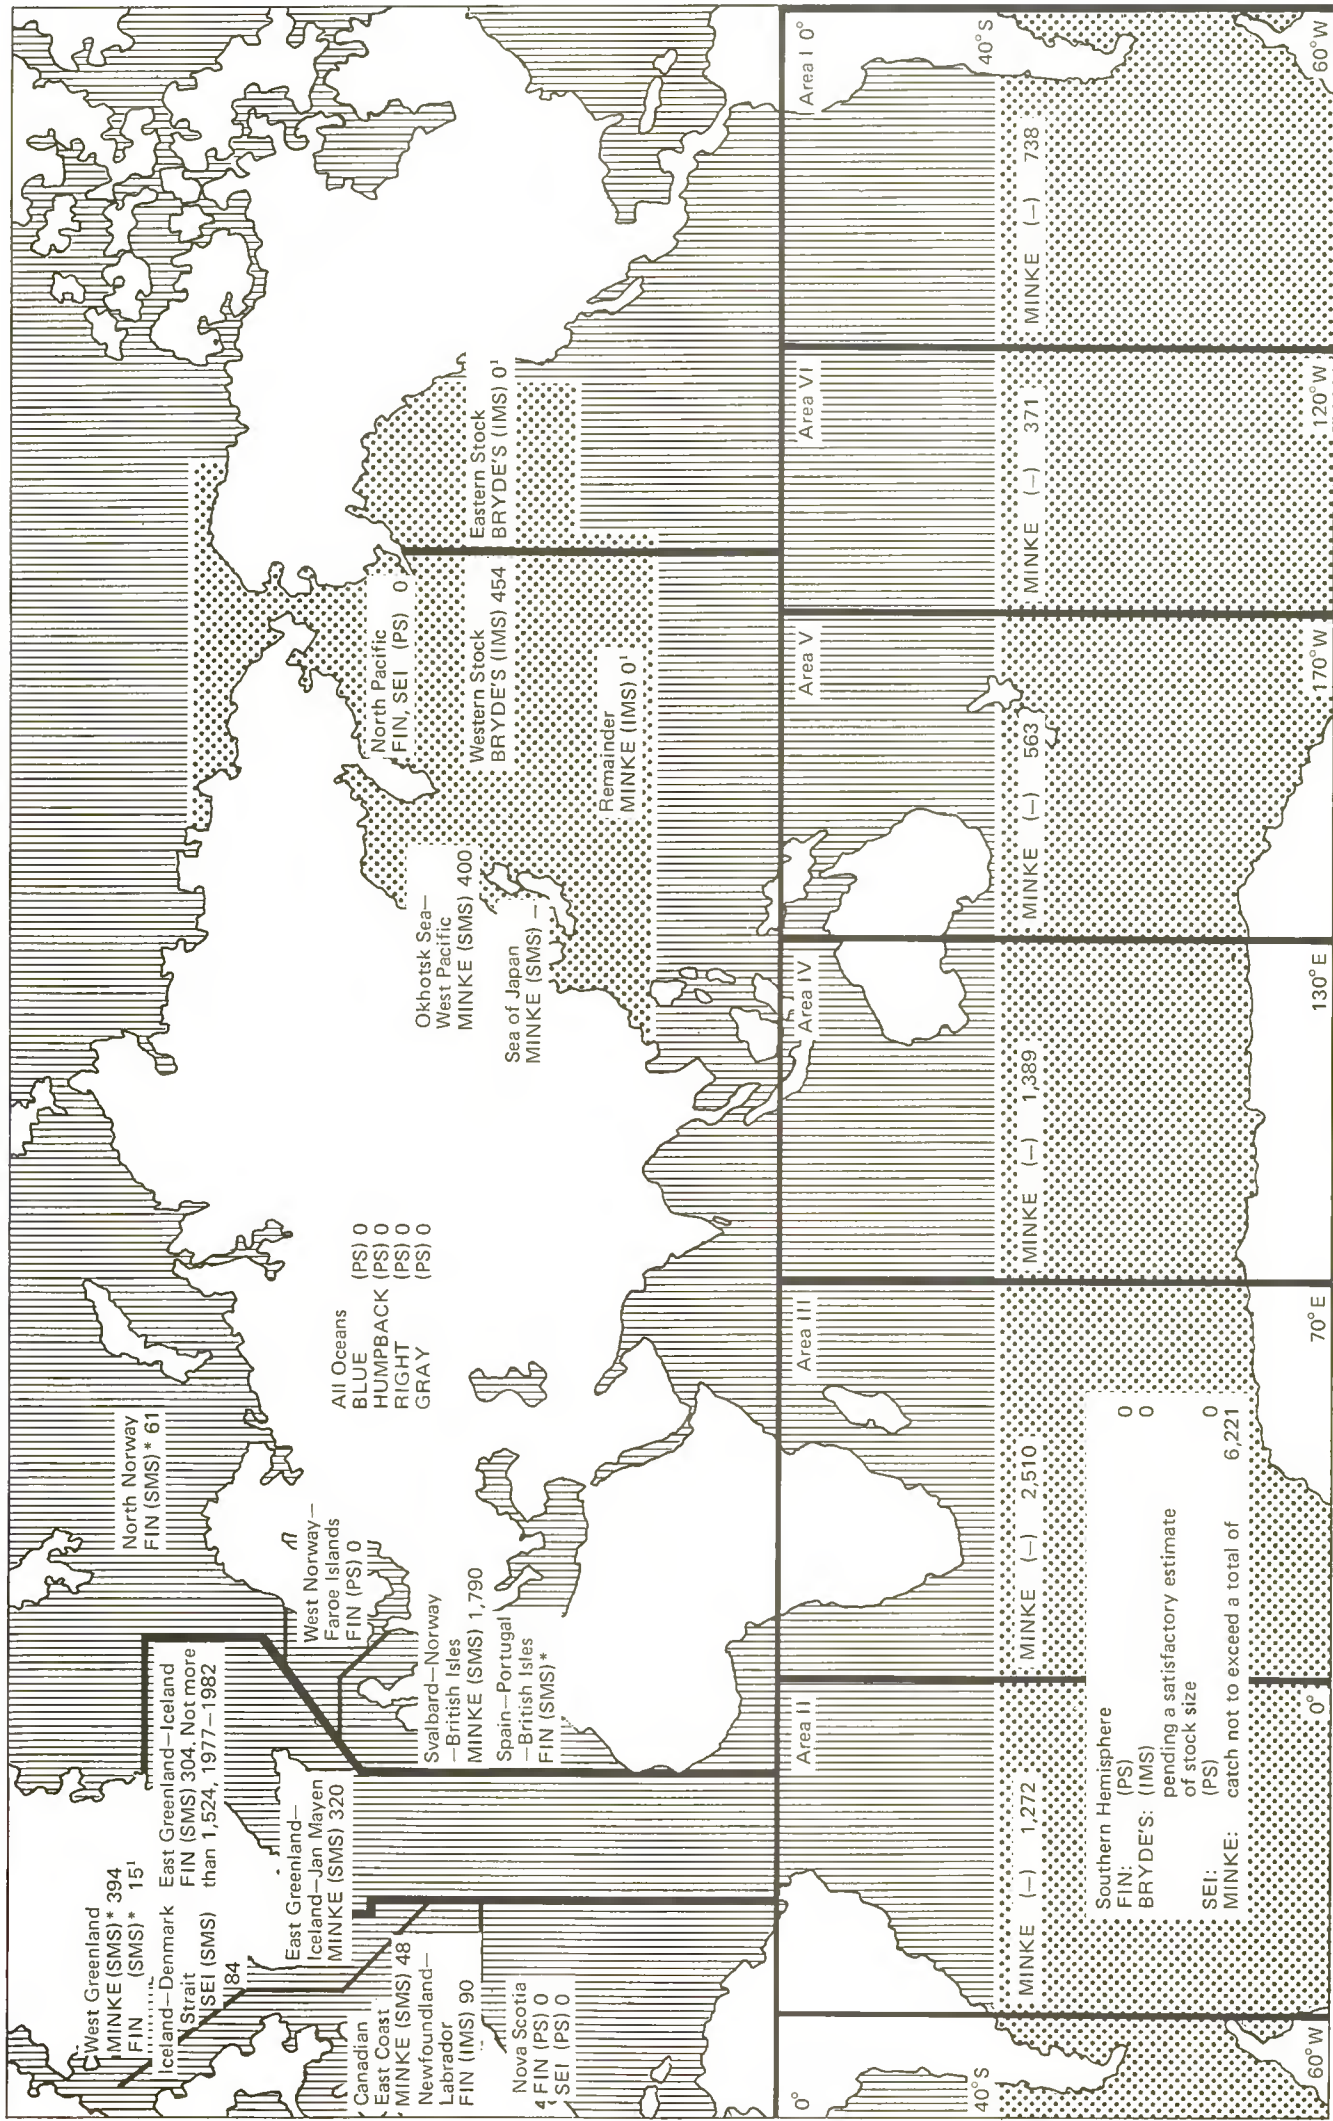 West Greenland
MINKE (SMS)* 394
FIN (SMS)* 15¹
Iceland–Denmark
Strait
SEI (SMS)
84
East Greenland–Iceland
FIN (SMS) 304. Not more
than 1,524, 1977–1982
East Greenland–
Iceland–Jan Mayen
MINKE (SMS) 320
Canadian
East Coast
MINKE (SMS) 48
Newfoundland–
Labrador
FIN (IMS) 90
Nova Scotia
FIN (PS) 0
SEI (PS) 0
North Norway
FIN (SMS)* 61
West Norway–
Faroe Islands
FIN (PS) 0
Svalbard–Norway
–British Isles
MINKE (SMS) 1,790
Spain–Portugal
–British Isles
FIN (SMS)*
All Oceans
BLUE (PS) 0
HUMPBACK (PS) 0
RIGHT (PS) 0
GRAY (PS) 0
Okhotsk Sea–
West Pacific
MINKE (SMS) 400
Sea of Japan
MINKE (SMS) –
North Pacific
FIN, SEI (PS) 0
Western Stock
BRYDE'S (IMS) 454
Remainder
MINKE (IMS) 0¹
Eastern Stock
BRYDE'S (IMS) 0¹
0°
Area II
Area III
Area IV
Area V
Area VI
Area I 0°
40°S
40°S
MINKE (–) 1,272
MINKE (–) 2,510
MINKE (–) 1,389
MINKE (–) 563
MINKE (–) 371
MINKE (–) 738
Southern Hemisphere
FIN: (PS) 0
BRYDE'S: (IMS) 0
pending a satisfactory estimate
of stock size
SEI: (PS) 0
MINKE: catch not to exceed a total of 6,221
60°W
0°
70°E
130°E
170°W
120°W
60°W